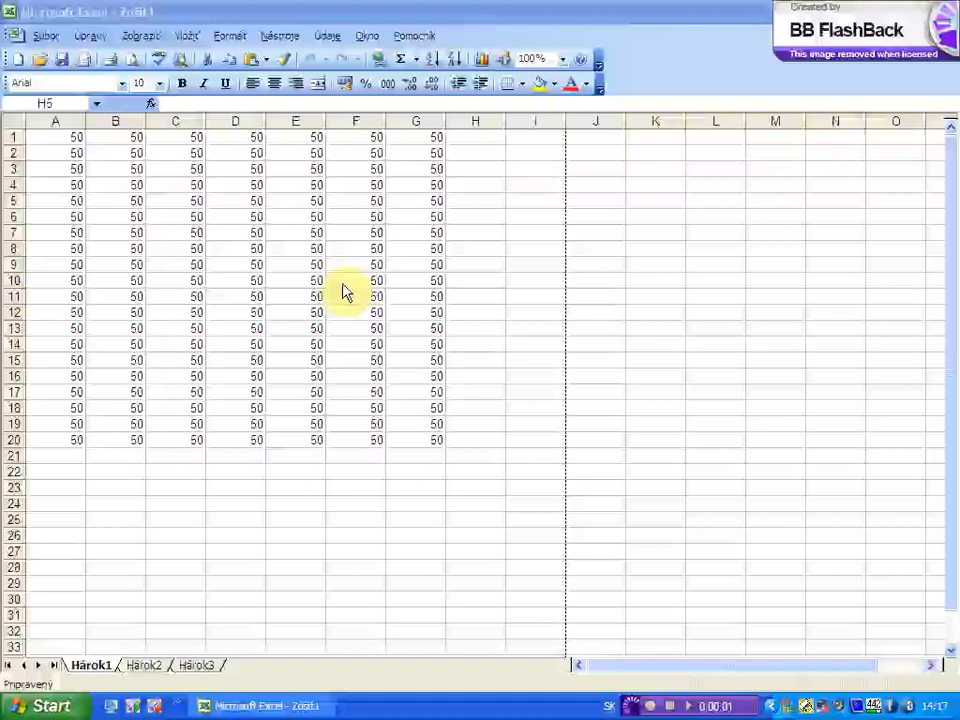 Microsoft Excel - Zošit1
Created by
BB FlashBack
This image removed when licensed
Súbor Úpravy Zobraziť Vložiť Formát Nástroje Údaje Okno Pomocník
100%
Arial 10 B I U % 000
H5 fx
A B C D E F G H I J K L M N O
1 50 50 50 50 50 50 50
2 50 50 50 50 50 50 50
3 50 50 50 50 50 50 50
4 50 50 50 50 50 50 50
5 50 50 50 50 50 50 50
6 50 50 50 50 50 50 50
7 50 50 50 50 50 50 50
8 50 50 50 50 50 50 50
9 50 50 50 50 50 50 50
10 50 50 50 50 50 50 50
11 50 50 50 50 50 50 50
12 50 50 50 50 50 50 50
13 50 50 50 50 50 50 50
14 50 50 50 50 50 50 50
15 50 50 50 50 50 50 50
16 50 50 50 50 50 50 50
17 50 50 50 50 50 50 50
18 50 50 50 50 50 50 50
19 50 50 50 50 50 50 50
20 50 50 50 50 50 50 50
21
22
23
24
25
26
27
28
29
30
31
32
33
Hárok1 Hárok2 Hárok3
Pripravený
Start Microsoft Excel - Zošit1 SK 0:00:01 14:17